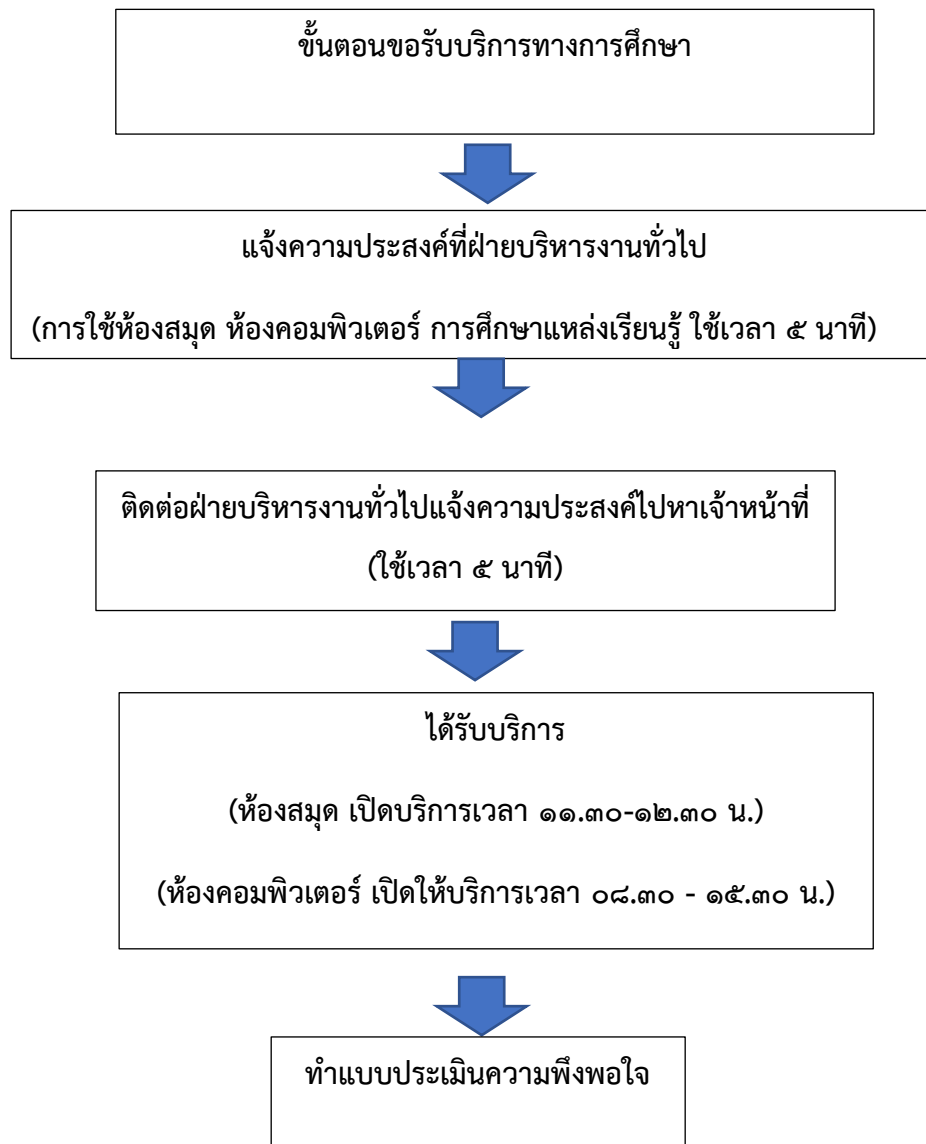 ขั้นตอนขอรับบริการทางการศึกษา
แจ้งความประสงค์ที่ฝ่ายบริหารงานทั่วไป
(การใช้ห้องสมุด ห้องคอมพิวเตอร์ การศึกษาแหล่งเรียนรู้ ใช้เวลา ๕ นาที)
ติดต่อฝ่ายบริหารงานทั่วไปแจ้งความประสงค์ไปหาเจ้าหน้าที่
(ใช้เวลา ๕ นาที)
ได้รับบริการ
(ห้องสมุด เปิดบริการเวลา ๑๑.๓๐-๑๒.๓๐ น.)
(ห้องคอมพิวเตอร์ เปิดให้บริการเวลา ๐๘.๓๐ - ๑๕.๓๐ น.)
ทำแบบประเมินความพึงพอใจ